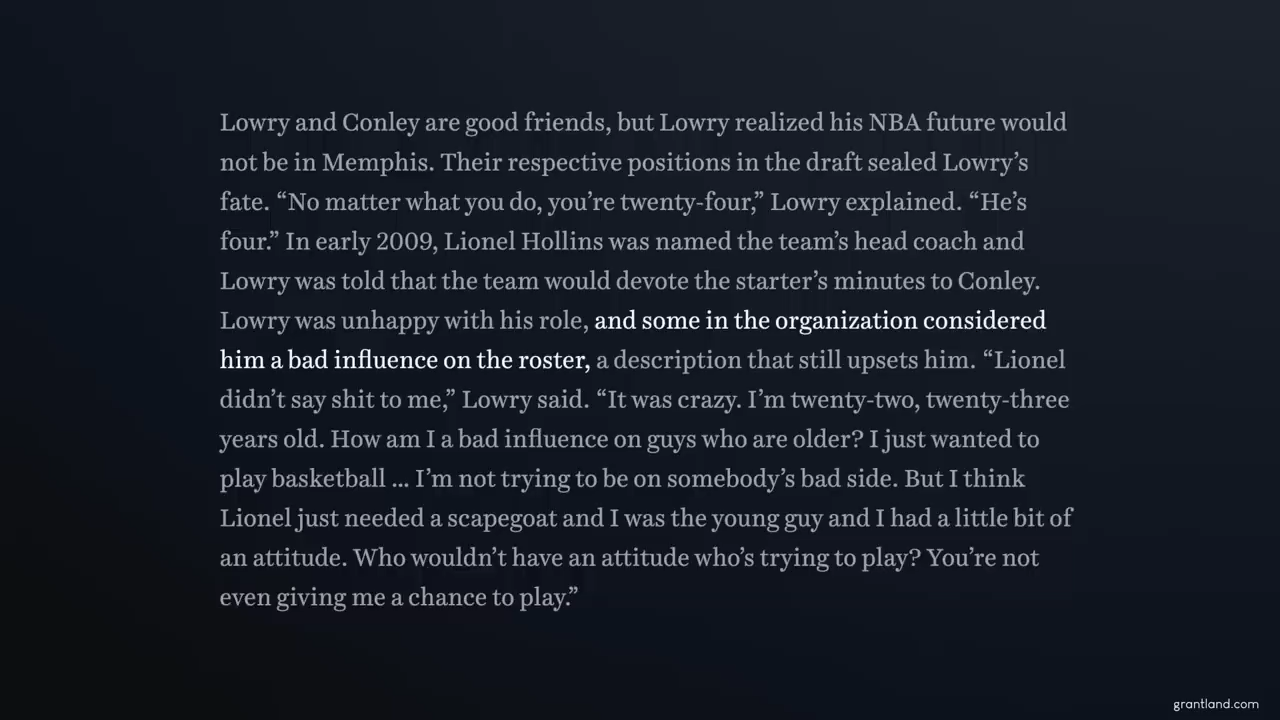 Lowry and Conley are good friends, but Lowry realized his NBA future would
not be in Memphis. Their respective positions in the draft sealed Lowry’s
fate. “No matter what you do, you’re twenty-four,” Lowry explained. “He’s
four.” In early 2009, Lionel Hollins was named the team’s head coach and
Lowry was told that the team would devote the starter’s minutes to Conley.
Lowry was unhappy with his role, and some in the organization considered
him a bad influence on the roster, a description that still upsets him. “Lionel
didn’t say shit to me,” Lowry said. “It was crazy. I’m twenty-two, twenty-three
years old. How am I a bad influence on guys who are older? I just wanted to
play basketball ... I’m not trying to be on somebody’s bad side. But I think
Lionel just needed a scapegoat and I was the young guy and I had a little bit of
an attitude. Who wouldn’t have an attitude who’s trying to play? You’re not
even giving me a chance to play.”
grantland.com